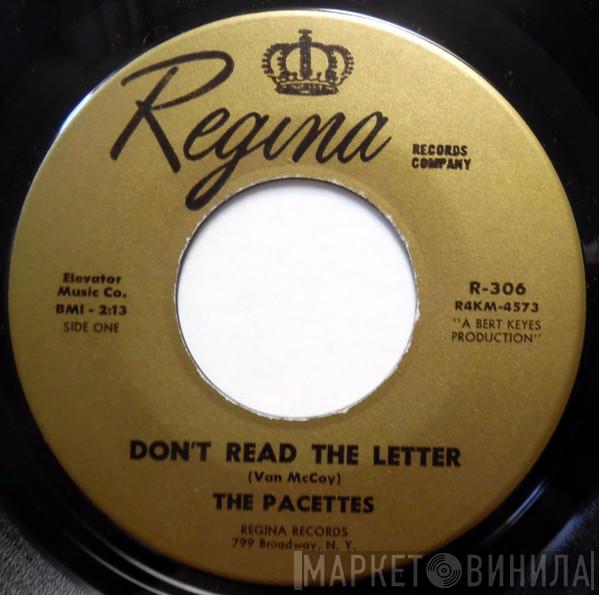 Regina
RECORDS
COMPANY
Elevator
Music Co.
BMI - 2:13
SIDE ONE
R-306
R4KM-4573
"A BERT KEYES
PRODUCTION"
DON'T READ THE LETTER
(Van McCoy)
THE PACETTES
REGINA RECORDS
799 Broadway, N. Y.
МАРКЕТ ВИНИЛА